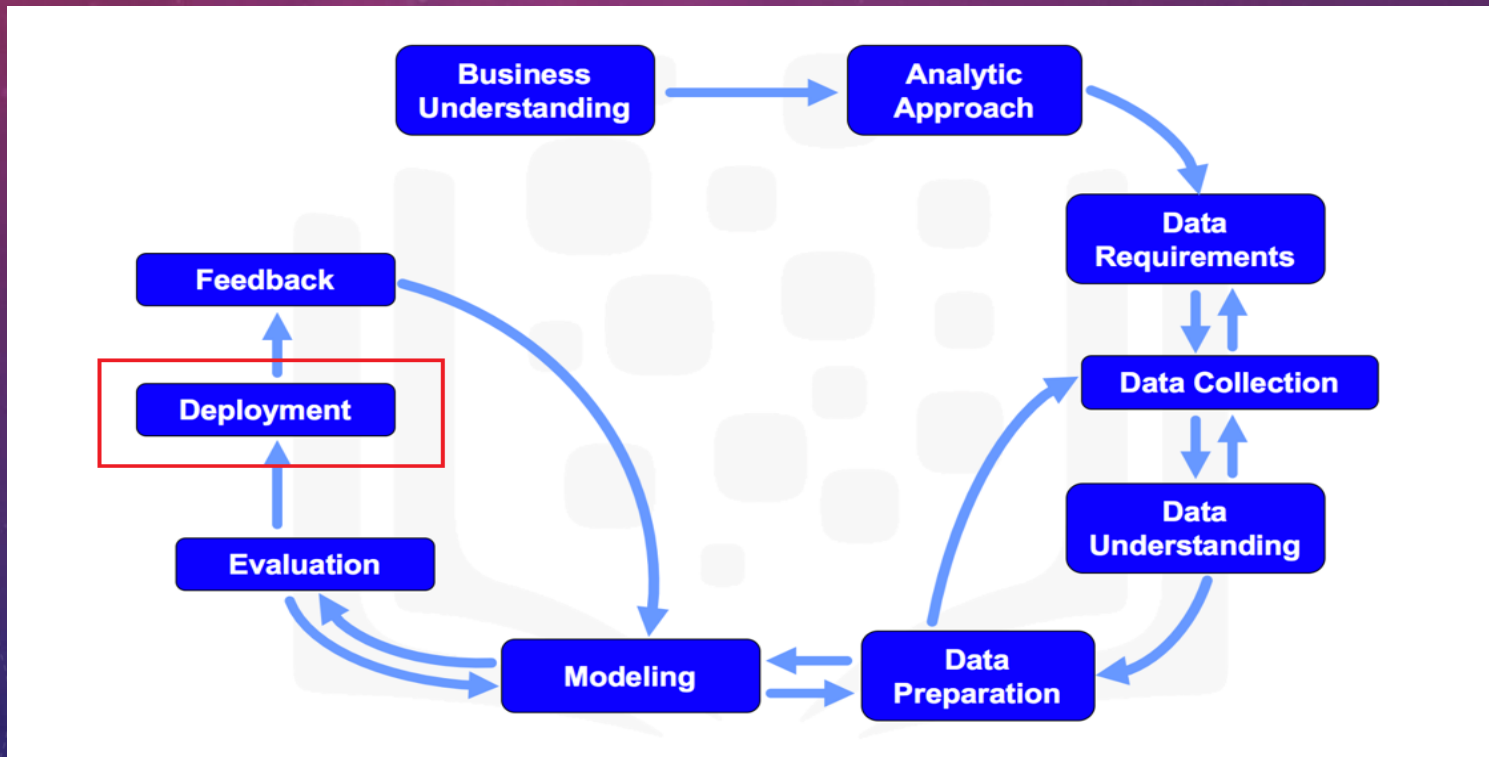 Business
Understanding
Analytic
Approach
Data
Requirements
Feedback
Data Collection
Deployment
Data
Understanding
Evaluation
Modeling
Data
Preparation